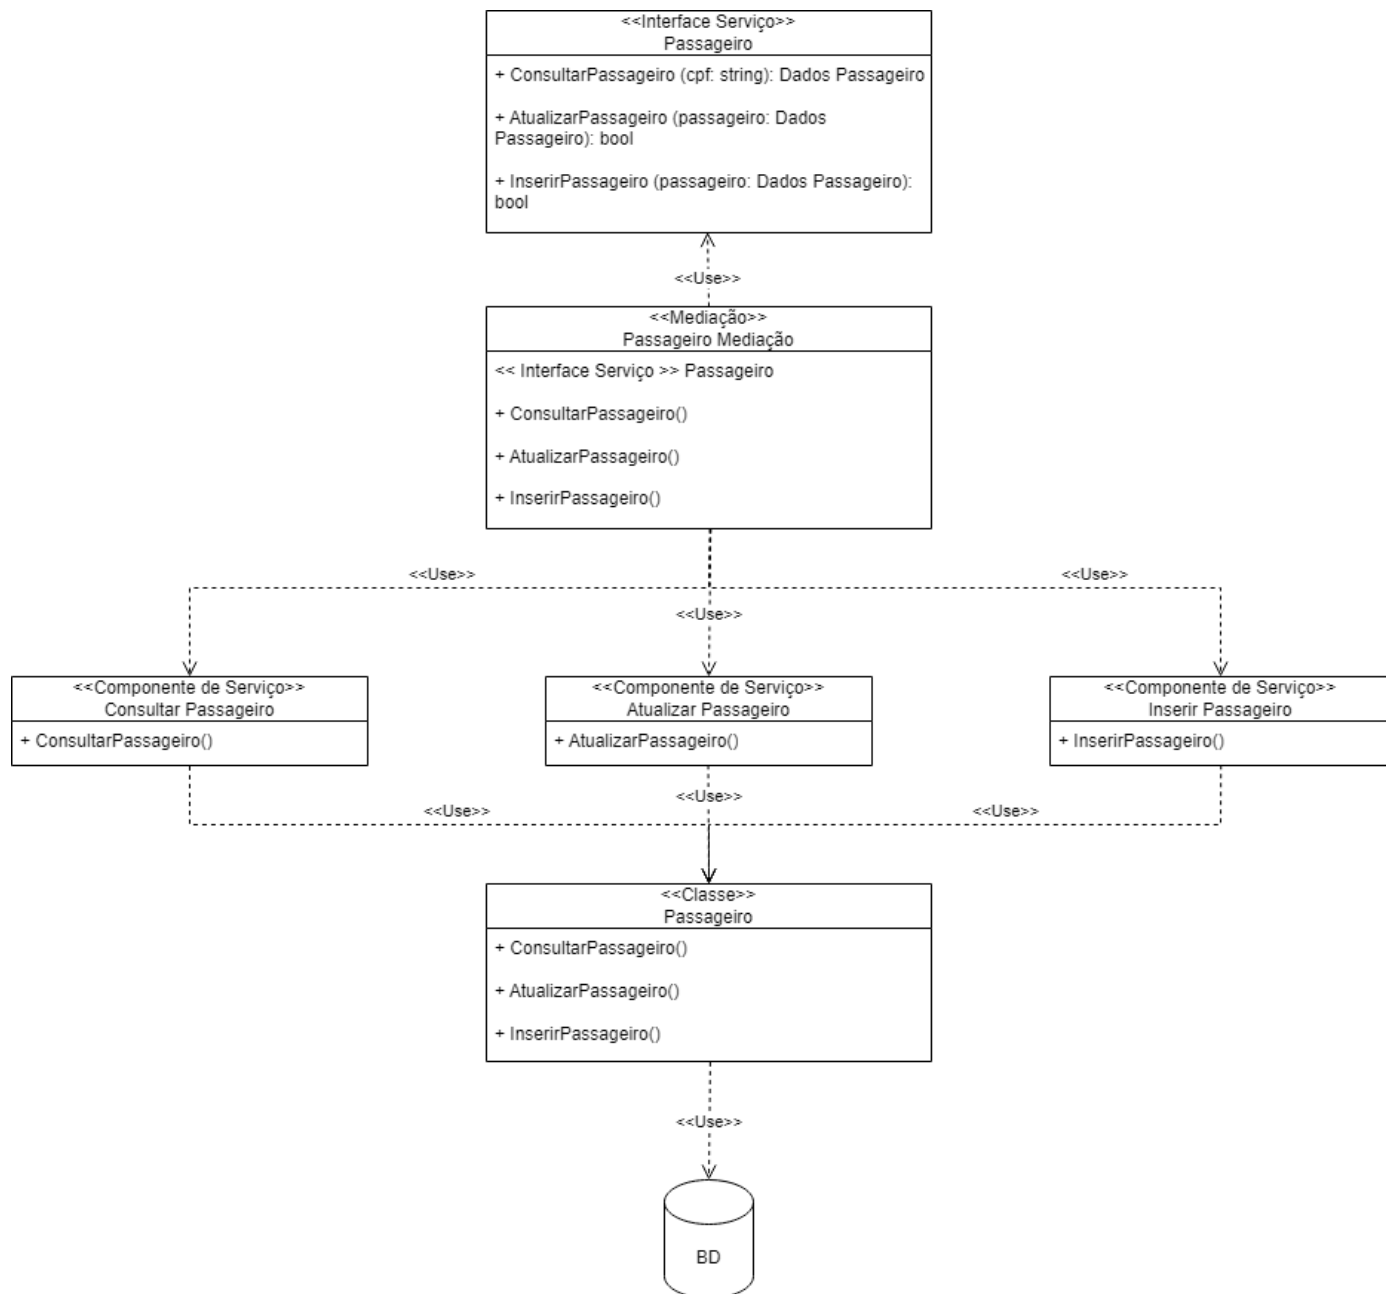 <<Interface Serviço>>
Passageiro
+ ConsultarPassageiro (cpf: string): Dados Passageiro
+ AtualizarPassageiro (passageiro: Dados
Passageiro): bool
+ InserirPassageiro (passageiro: Dados Passageiro):
bool
<<Use>>
<<Mediação>>
Passageiro Mediação
<< Interface Serviço >> Passageiro
+ ConsultarPassageiro()
+ AtualizarPassageiro()
+ InserirPassageiro()
<<Use>>
<<Use>>
<<Use>>
<<Componente de Serviço>>
Consultar Passageiro
+ ConsultarPassageiro()
<<Componente de Serviço>>
Atualizar Passageiro
+ AtualizarPassageiro()
<<Componente de Serviço>>
Inserir Passageiro
+ InserirPassageiro()
<<Use>>
<<Use>>
<<Use>>
<<Classe>>
Passageiro
+ ConsultarPassageiro()
+ AtualizarPassageiro()
+ InserirPassageiro()
<<Use>>
BD